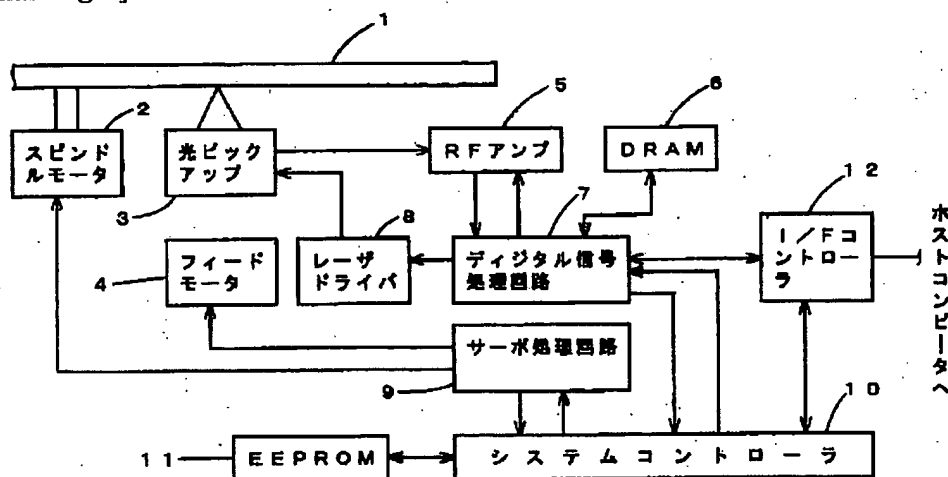 1
2
5
6
スピンド
ルモータ
光ピック
アップ
RFアンプ
DRAM
3
8
7
12
4
フィード
モータ
レーザ
ドライバ
ディジタル信号
処理回路
I/Fコ
ントロー
ラ
ホストコンピータへ
サーボ処理回路
9
10
11
EEPROM
システムコントローラ